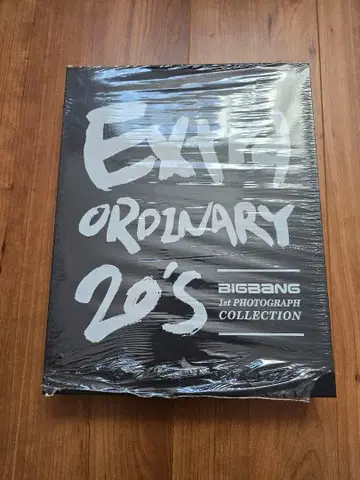 EXTRA
ORDINARY
20'S
BIGBANG
1st PHOTOGRAPH
COLLECTION